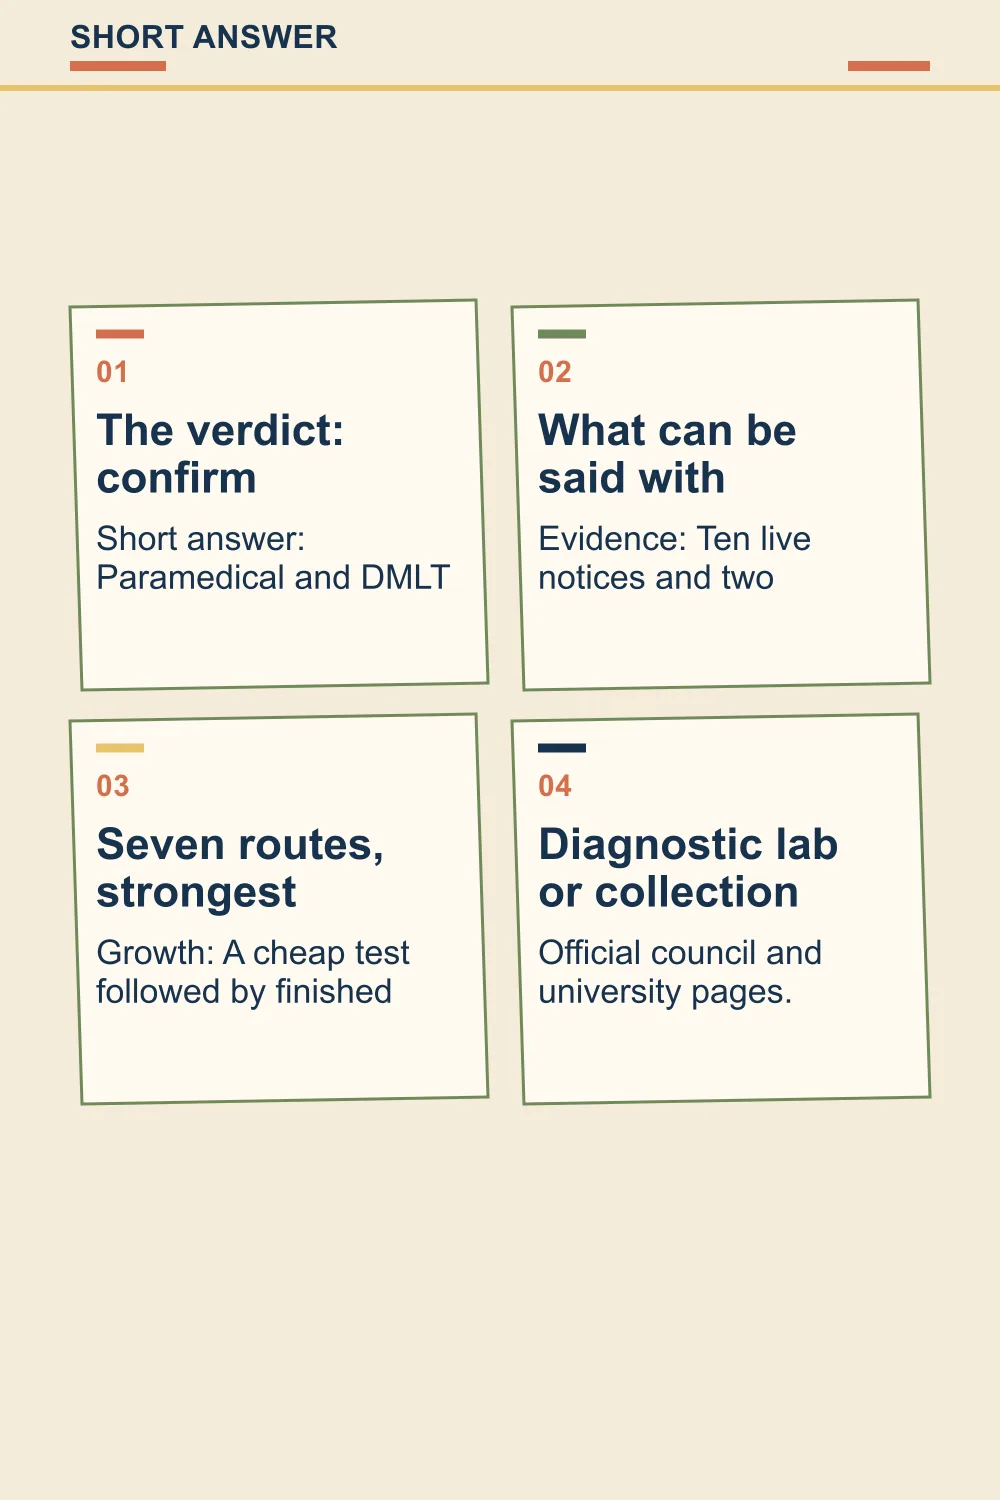 SHORT ANSWER
01
The verdict:
confirm
Short answer:
Paramedical and DMLT
02
What can be
said with
Evidence: Ten live
notices and two
03
Seven routes,
strongest
Growth: A cheap test
followed by finished
04
Diagnostic lab
or collection
Official council and
university pages.